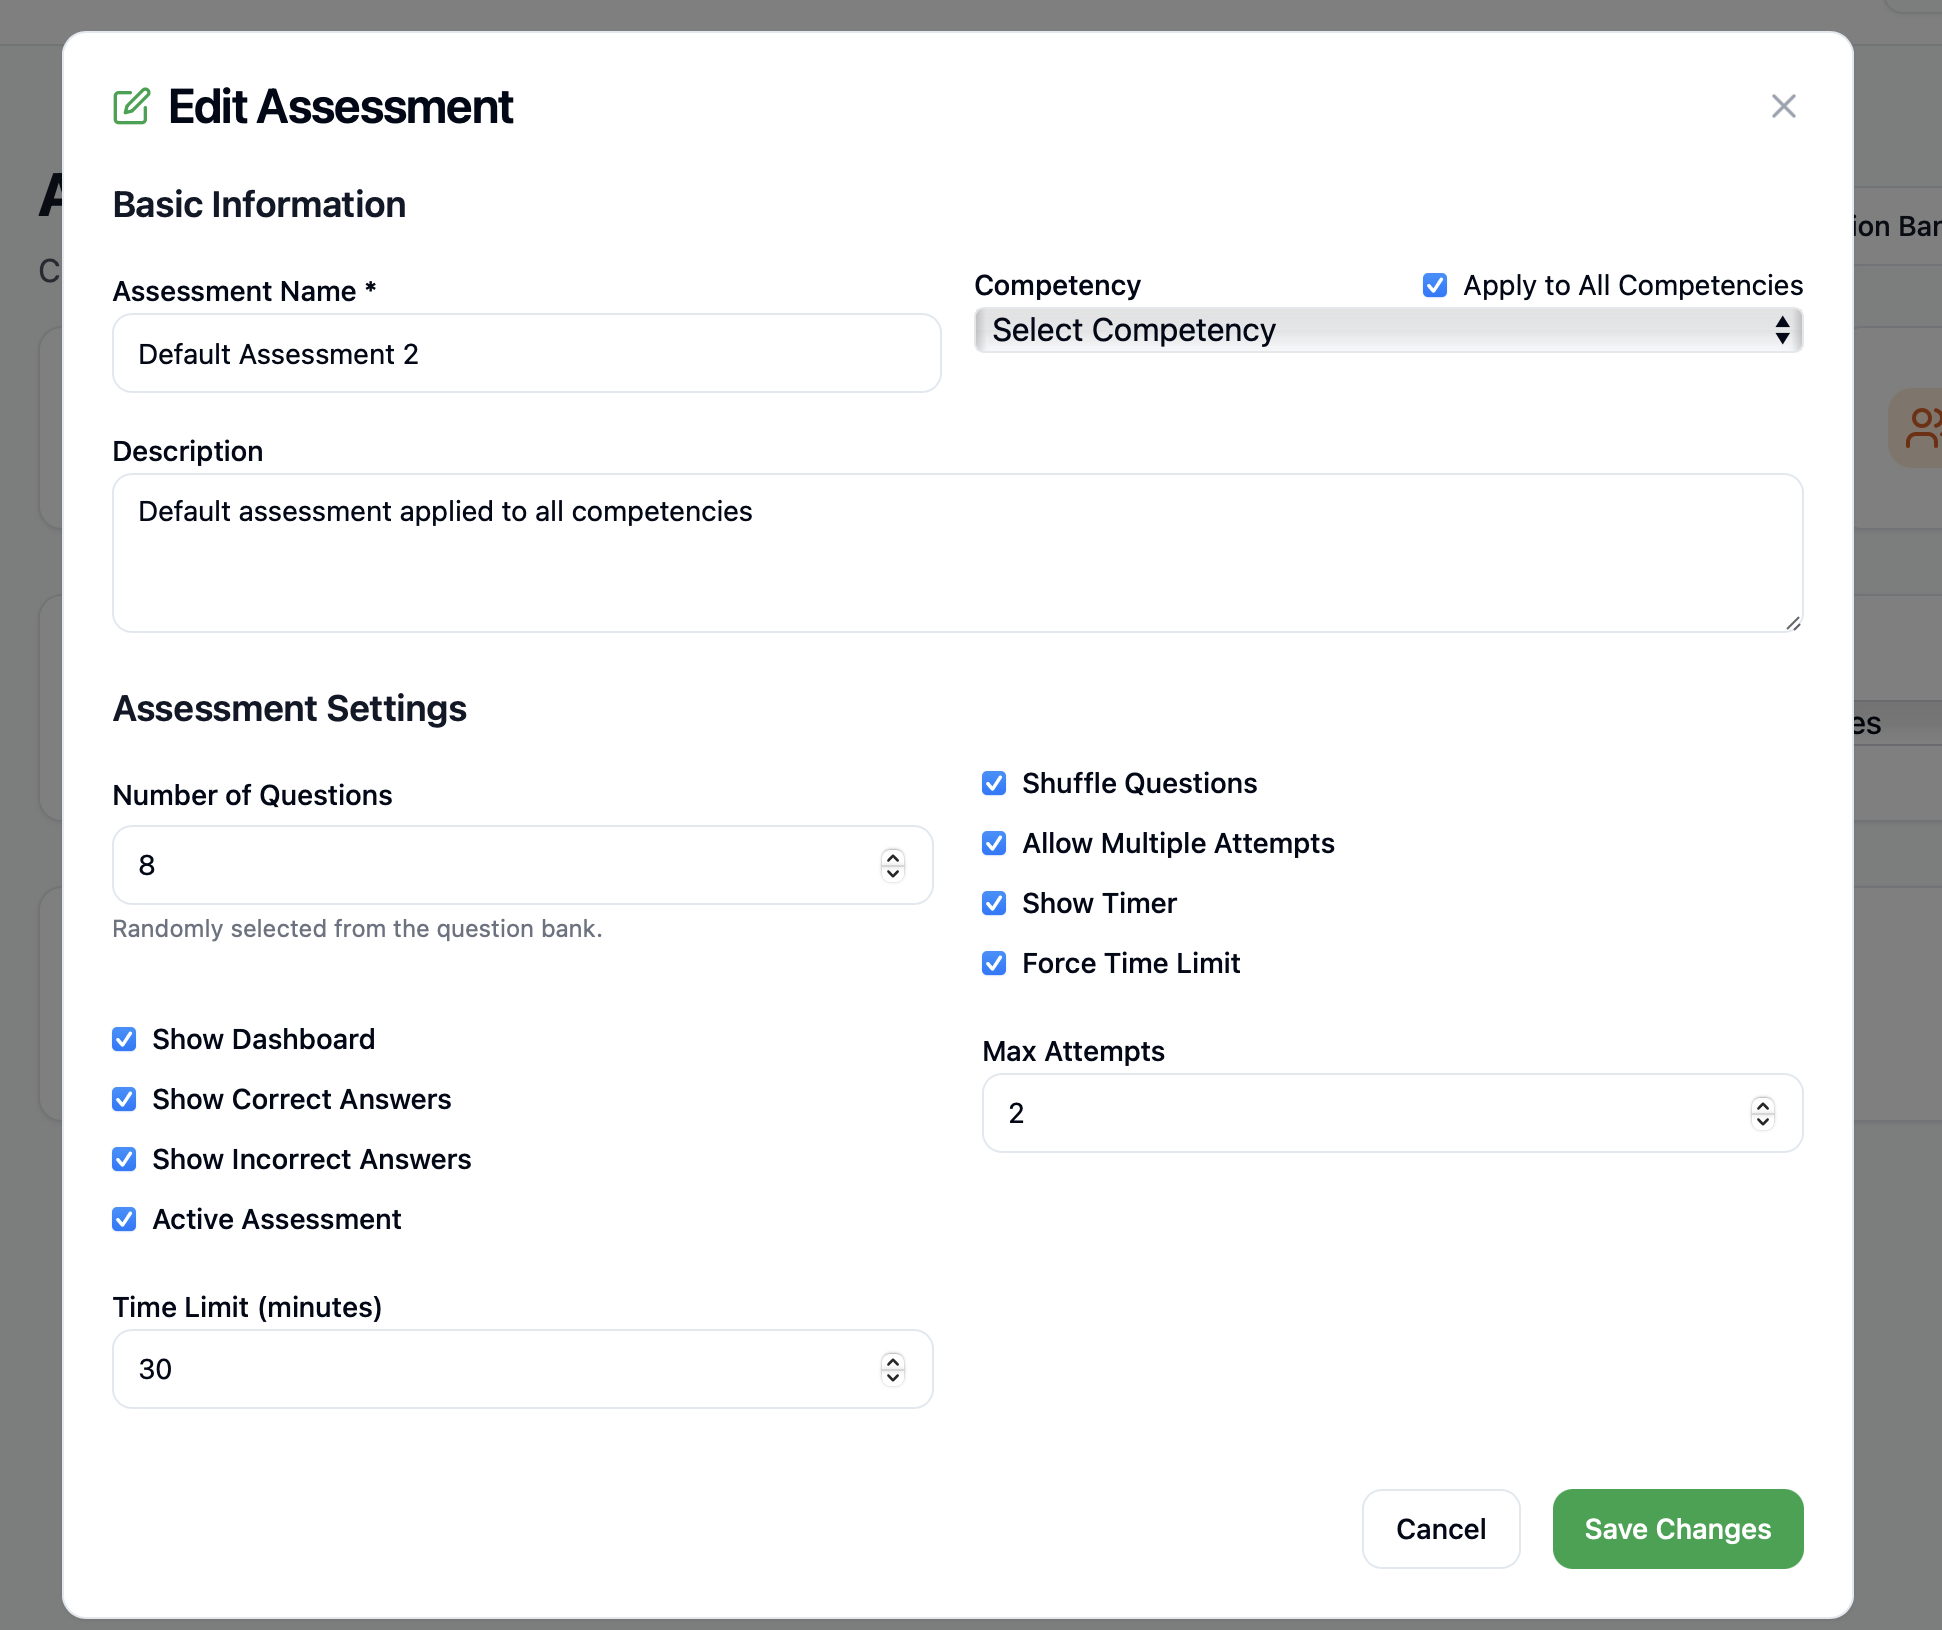 Edit Assessment
Basic Information
Assessment Name *
Default Assessment 2
Competency
Apply to All Competencies
Select Competency
Description
Default assessment applied to all competencies
Assessment Settings
Number of Questions
8
Randomly selected from the question bank.
Shuffle Questions
Allow Multiple Attempts
Show Timer
Force Time Limit
Show Dashboard
Show Correct Answers
Show Incorrect Answers
Active Assessment
Max Attempts
2
Time Limit (minutes)
30
Cancel
Save Changes